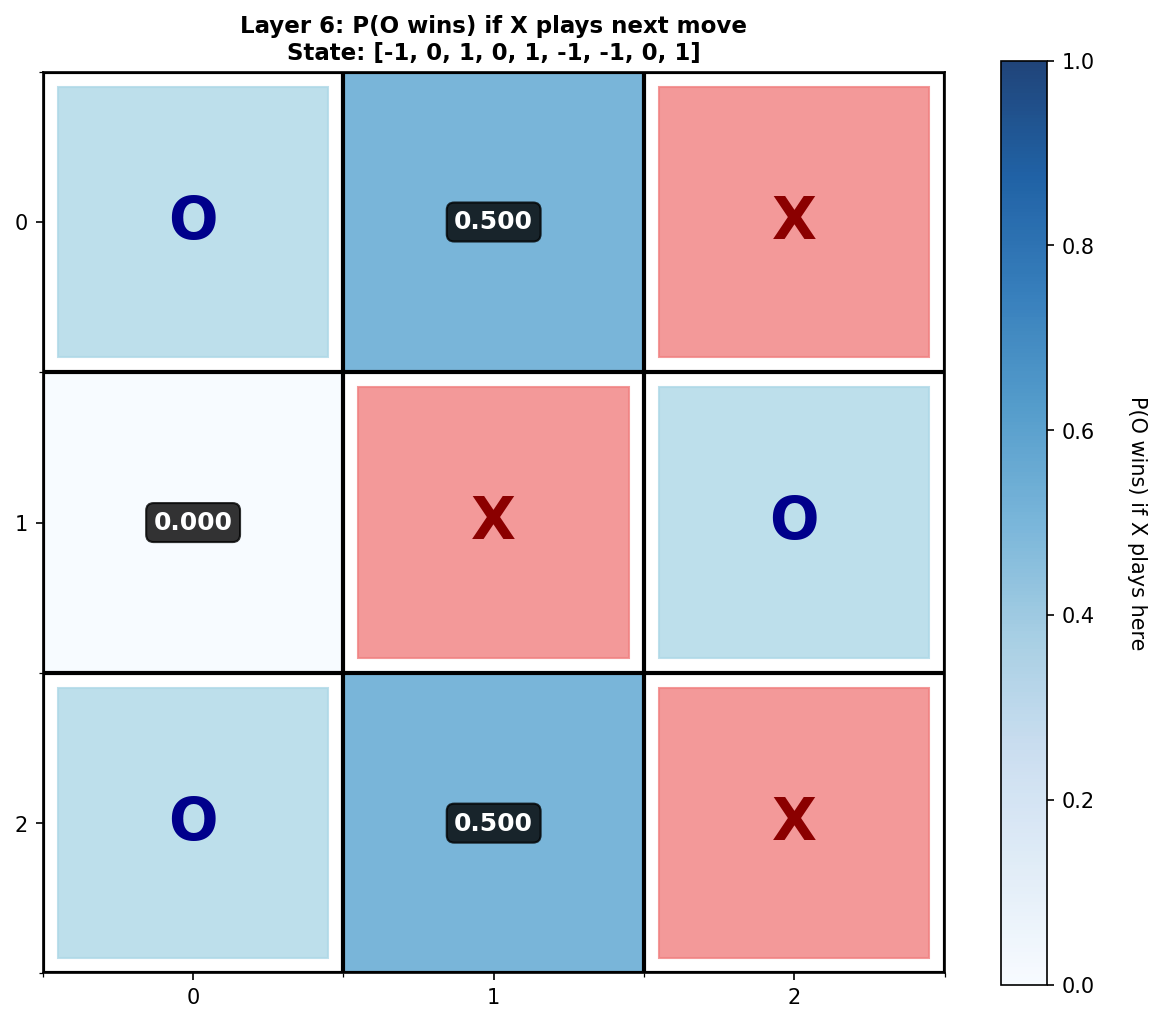 Layer 6: P(O wins) if X plays next move
State: [-1, 0, 1, 0, 1, -1, -1, 0, 1]
0
O
0.500
X
1
0.000
X
O
2
O
0.500
X
0
1
2
1.0
0.8
0.6
0.4
0.2
0.0
P(O wins) if X plays here